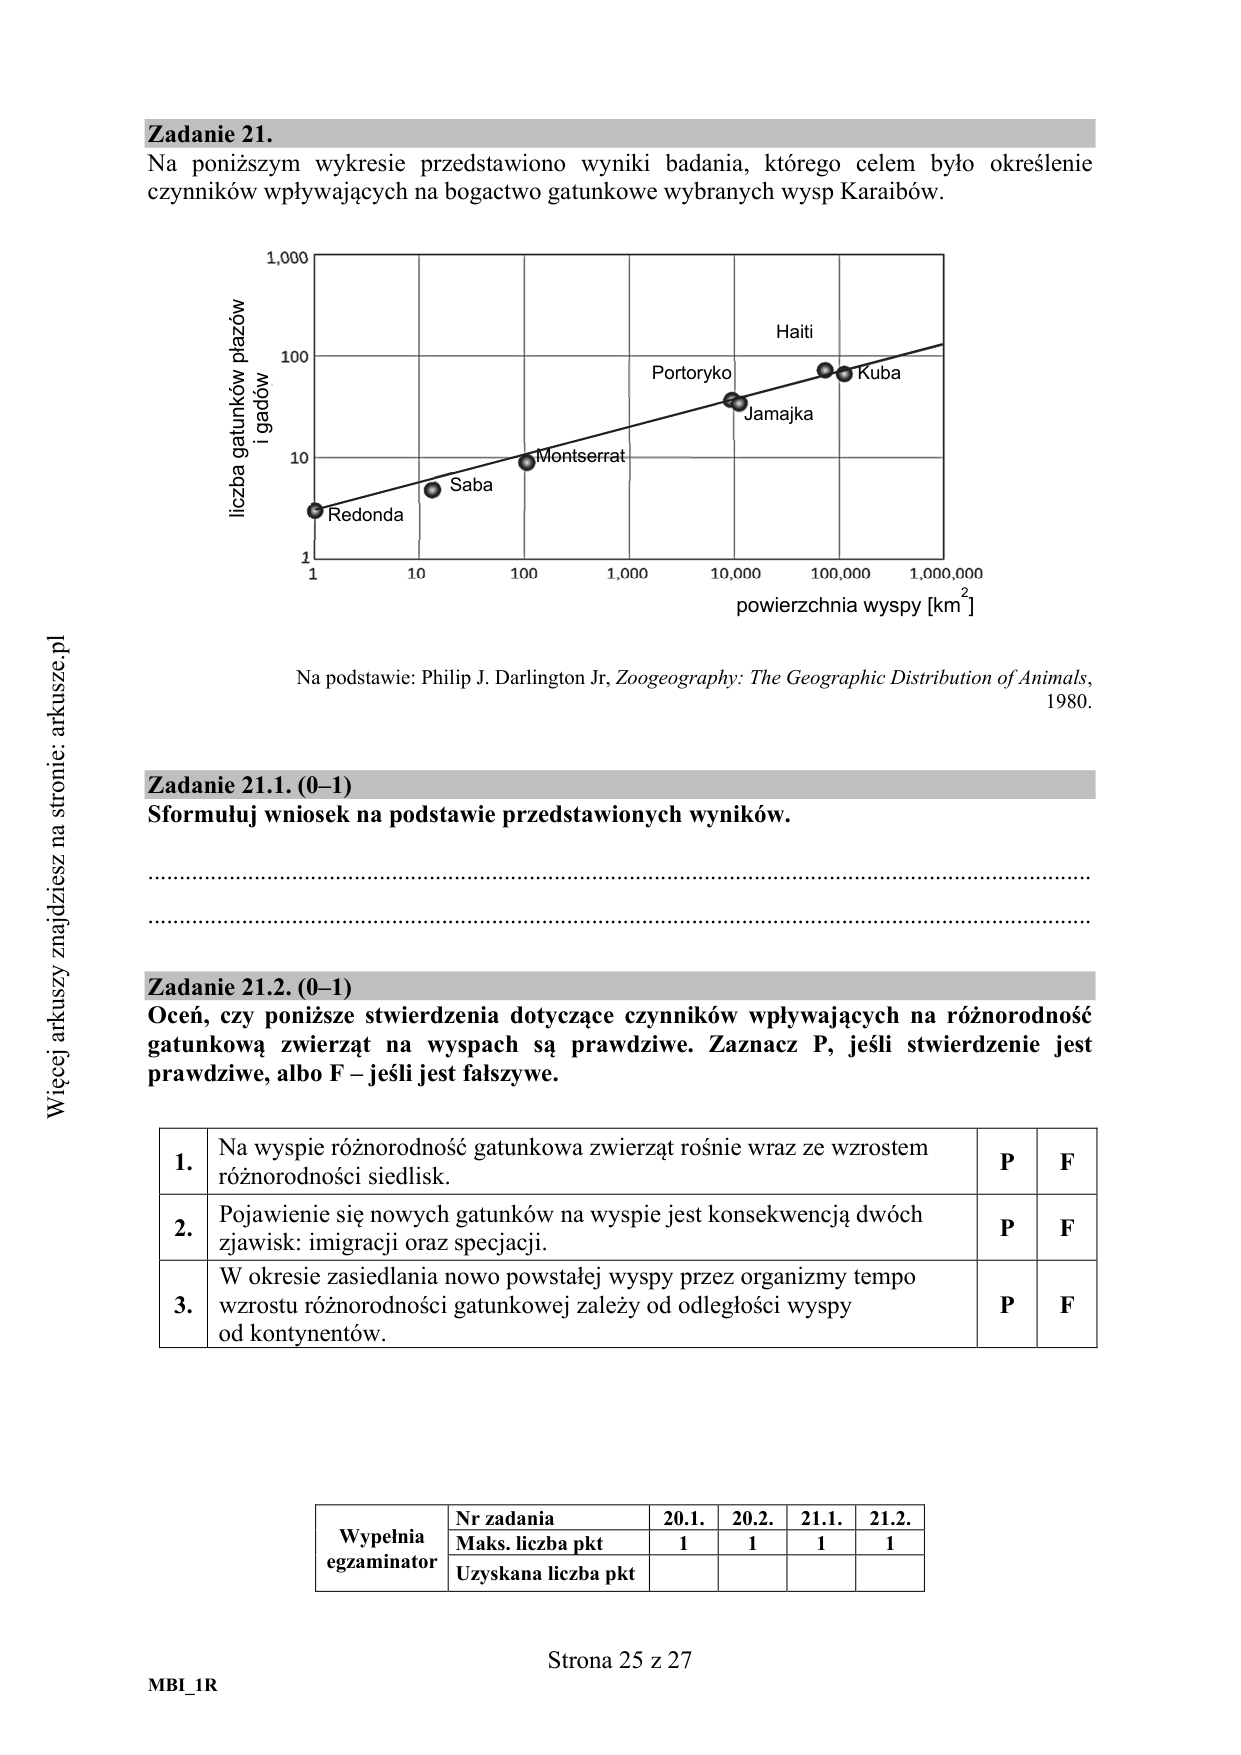 Zadanie 21.
Na poniższym wykresie przedstawiono wyniki badania, którego celem było określenie
czynników wpływających na bogactwo gatunkowe wybranych wysp Karaibów.
liczba gatunków płazów
i gadów
1,000
100
10
1
Haiti
Portoryko
Kuba
Jamajka
Montserrat
Saba
Redonda
1 10 100 1,000 10,000 100,000 1,000,000
powierzchnia wyspy [km²]
Na podstawie: Philip J. Darlington Jr, Zoogeography: The Geographic Distribution of Animals,
1980.
Zadanie 21.1. (0–1)
Sformułuj wniosek na podstawie przedstawionych wyników.
Zadanie 21.2. (0–1)
Oceń, czy poniższe stwierdzenia dotyczące czynników wpływających na różnorodność
gatunkową zwierząt na wyspach są prawdziwe. Zaznacz P, jeśli stwierdzenie jest
prawdziwe, albo F – jeśli jest fałszywe.
1. Na wyspie różnorodność gatunkowa zwierząt rośnie wraz ze wzrostem
różnorodności siedlisk. P F
2. Pojawienie się nowych gatunków na wyspie jest konsekwencją dwóch
zjawisk: imigracji oraz specjacji. P F
3. W okresie zasiedlania nowo powstałej wyspy przez organizmy tempo
wzrostu różnorodności gatunkowej zależy od odległości wyspy
od kontynentów. P F
Wypełnia
egzaminator
Nr zadania 20.1. 20.2. 21.1. 21.2.
Maks. liczba pkt 1 1 1 1
Uzyskana liczba pkt
Strona 25 z 27
MBI_1R
Więcej arkuszy znajdziesz na stronie: arkusze.pl